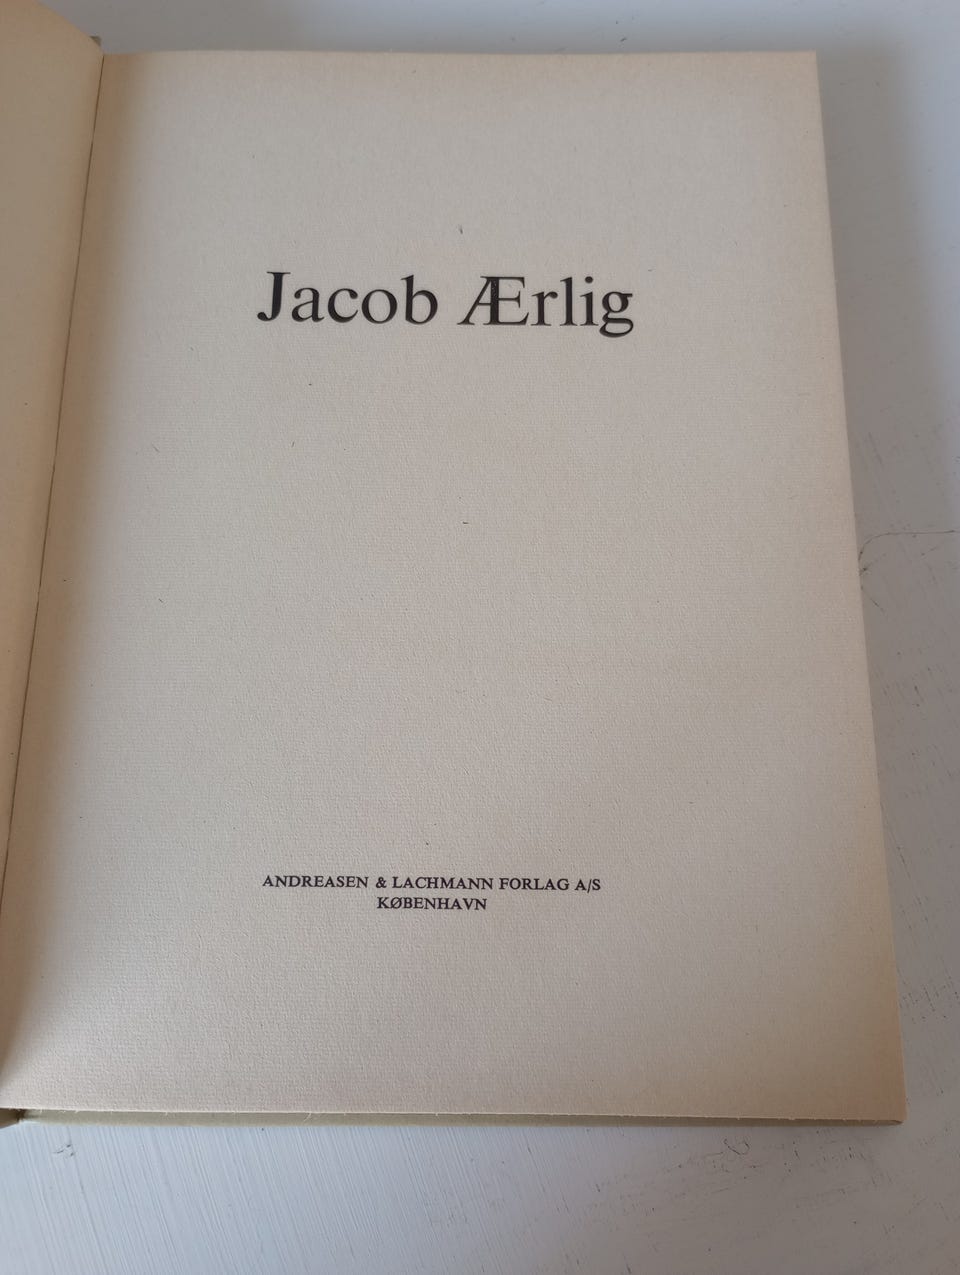 Jacob Ærlig
ANDREASEN & LACHMANN FORLAG A/S
KØBENHAVN